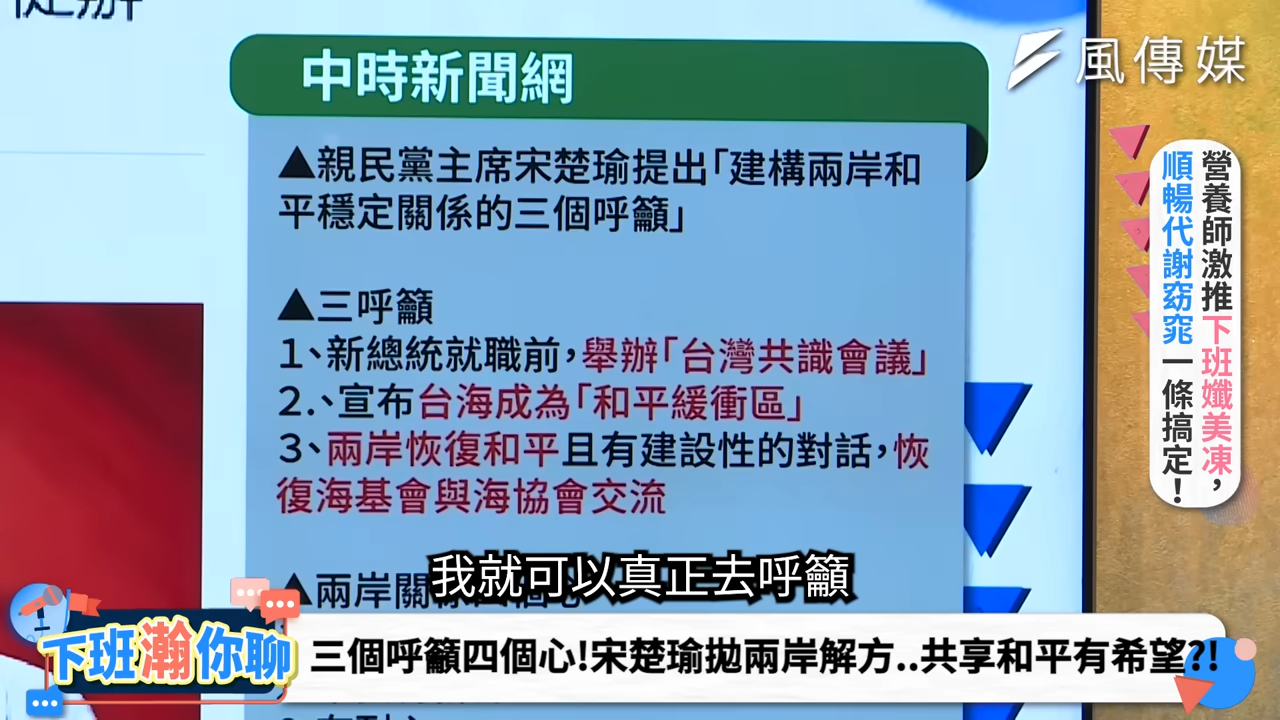 中時新聞網
風傳媒
▲親民黨主席宋楚瑜提出「建構兩岸和
平穩定關係的三個呼籲」
▲三呼籲
1、新總統就職前,舉辦「台灣共識會議」
2.、宣布台海成為「和平緩衝區」
3、兩岸恢復和平且有建設性的對話,恢
復海基會與海協會交流
▲兩岸關係四個心
我就可以真正去呼籲
營養師激推下班孅美凍,
順暢代謝窈窕一條搞定!
下班瀚你聊
三個呼籲四個心!宋楚瑜拋兩岸解方..共享和平有希望?!